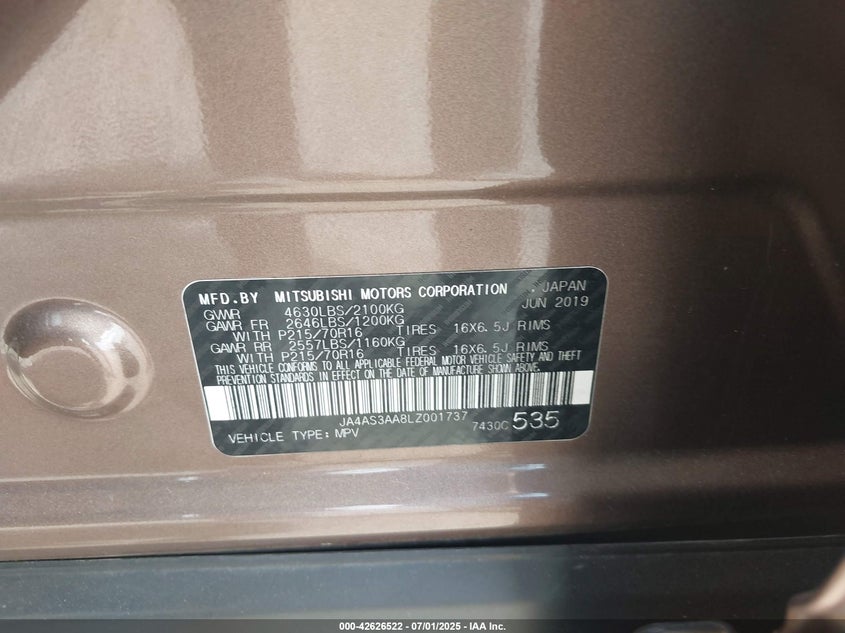 MFD.BY MITSUBISHI MOTORS CORPORATION JAPAN
GVWR 4630LBS/2100KG JUN 2019
GAWR FR 2646LBS/1200KG
WITH P215/70R16 TIRES 16X6.5J RIMS
GAWR RR 2557LBS/1160KG
WITH P215/70R16 TIRES 16X6.5J RIMS
THIS VEHICLE CONFORMS TO ALL APPLICABLE FEDERAL MOTOR VEHICLE SAFETY AND THEFT
PREVENTION STANDARDS IN EFFECT ON THE DATE OF MANUFACTURE SHOWN ABOVE.
JA4AS3AA8LZ001737
VEHICLE TYPE: MPV 7430C 535
000-42626522 - 07/01/2025 - IAA Inc.